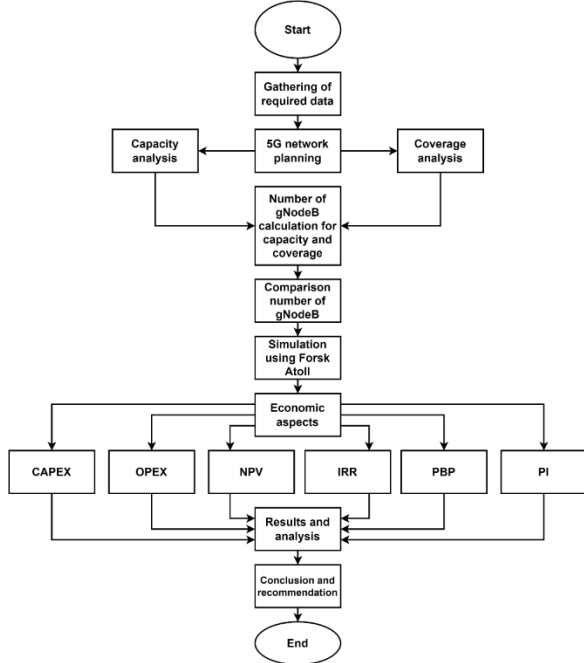 Start
Gathering of
required data
Capacity
analysis
5G network
planning
Coverage
analysis
Number of
gNodeB
calculation for
capacity and
coverage
Comparison
number of
gNodeB
Simulation
using Forsk
Atoll
Economic
aspects
CAPEX
OPEX
NPV
IRR
PBP
PI
Results and
analysis
Conclusion and
recommendation
End